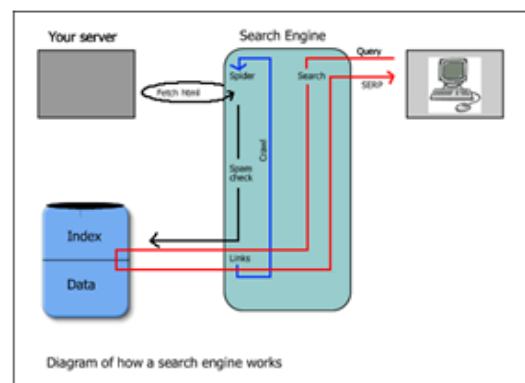 Your server
Search Engine
Query
Spider
Search
SERP
Fetch html
Crawl
Spam
check
Index
Links
Data
Diagram of how a search engine works